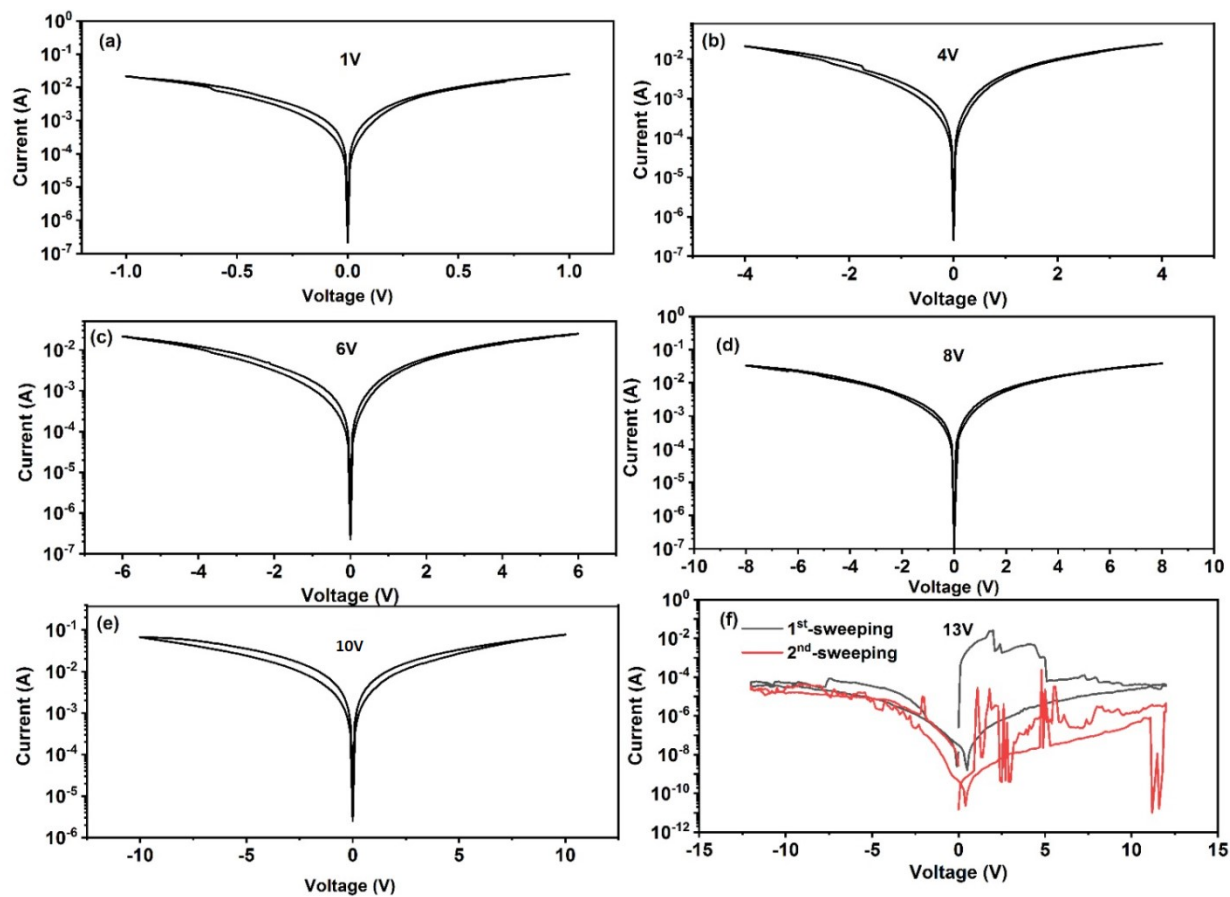 (a)
1V
10^0
10^-1
10^-2
10^-3
10^-4
10^-5
10^-6
10^-7
Current (A)
-1.0 -0.5 0.0 0.5 1.0
Voltage (V)
(b)
4V
10^-2
10^-3
10^-4
10^-5
10^-6
10^-7
Current (A)
-4 -2 0 2 4
Voltage (V)
(c)
6V
10^-2
10^-3
10^-4
10^-5
10^-6
10^-7
Current (A)
-6 -4 -2 0 2 4 6
Voltage (V)
(d)
8V
10^0
10^-1
10^-2
10^-3
10^-4
10^-5
10^-6
10^-7
Current (A)
-10 -8 -6 -4 -2 0 2 4 6 8 10
Voltage (V)
(e)
10V
10^-1
10^-2
10^-3
10^-4
10^-5
10^-6
Current (A)
-10 -5 0 5 10
Voltage (V)
(f)
1st-sweeping
2nd-sweeping
13V
10^0
10^-2
10^-4
10^-6
10^-8
10^-10
10^-12
Current (A)
-15 -10 -5 0 5 10 15
Voltage (V)